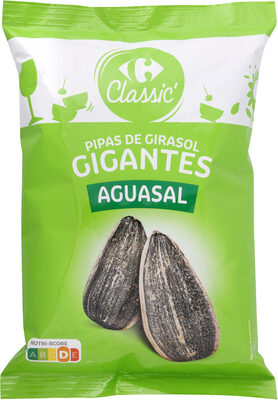 Classic'
PIPAS DE GIRASOL
GIGANTES
AGUASAL
NUTRI-SCORE
A B C D E